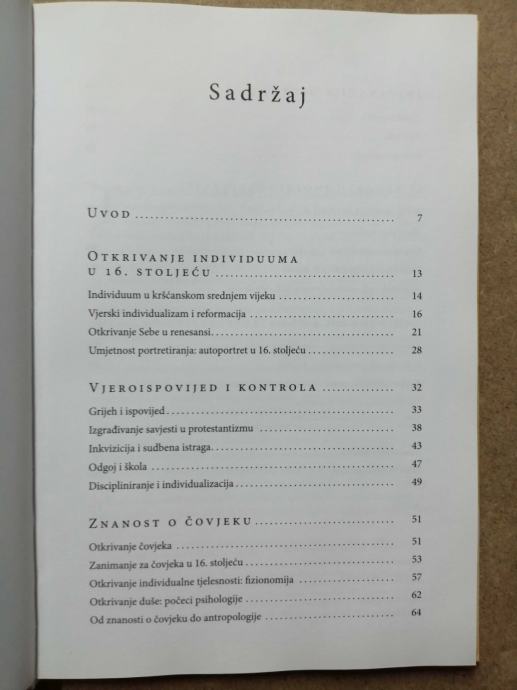 Sadržaj
UVOD ........................................ 7
OTKRIVANJE INDIVIDUUMA
U 16. STOLJEĆU ........................................ 13
Individuum u kršćanskom srednjem vijeku ........................................ 14
Vjerski individualizam i reformacija ........................................ 16
Otkrivanje Sebe u renesansi ........................................ 21
Umjetnost portretiranja: autoportret u 16. stoljeću ........................................ 28
VJEROISPOVIJED I KONTROLA ........................................ 32
Grijeh i ispovijed ........................................ 33
Izgrađivanje savjesti u protestantizmu ........................................ 38
Inkvizicija i sudbena istraga ........................................ 43
Odgoj i škola ........................................ 47
Discipliniranje i individualizacija ........................................ 49
ZNANOST O ČOVJEKU ........................................ 51
Otkrivanje čovjeka ........................................ 51
Zanimanje za čovjeka u 16. stoljeću ........................................ 53
Otkrivanje individualne tjelesnosti: fizionomija ........................................ 57
Otkrivanje duše: počeci psihologije ........................................ 62
Od znanosti o čovjeku do antropologije ........................................ 64